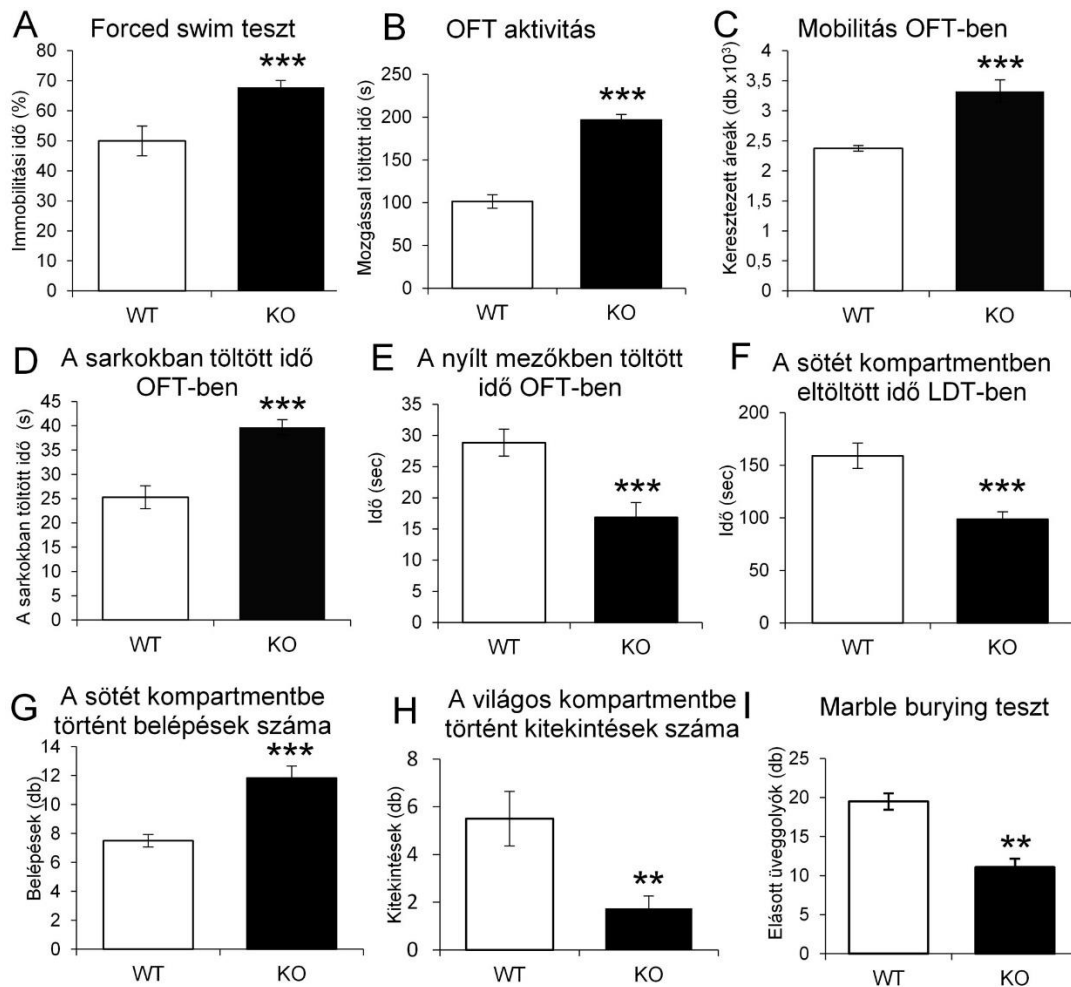 A Forced swim teszt
***
Immobilitási idő (%)
80
70
60
50
40
30
20
10
0
WT KO
B OFT aktivitás
***
Mozgással töltött idő (s)
250
200
150
100
50
0
WT KO
C Mobilitás OFT-ben
***
Keresztezett áreák (db x10³)
4
3,5
3
2,5
2
1,5
1
0,5
0
WT KO
D A sarkokban töltött idő
OFT-ben
***
A sarkokban töltött idő (s)
45
40
35
30
25
20
15
10
5
0
WT KO
E A nyílt mezőkben töltött
idő OFT-ben
***
Idő (sec)
35
30
25
20
15
10
5
0
WT KO
F A sötét kompartmentben
eltöltött idő LDT-ben
***
Idő (sec)
200
150
100
50
0
WT KO
G A sötét kompartmentbe
történt belépések száma
***
Belépések (db)
14
12
10
8
6
4
2
0
WT KO
H A világos kompartmentbe
történt kitekintések száma
**
Kitekintések (db)
8
6
4
2
0
WT KO
I Marble burying teszt
**
Elásott üveggolyók (db)
25
20
15
10
5
0
WT KO